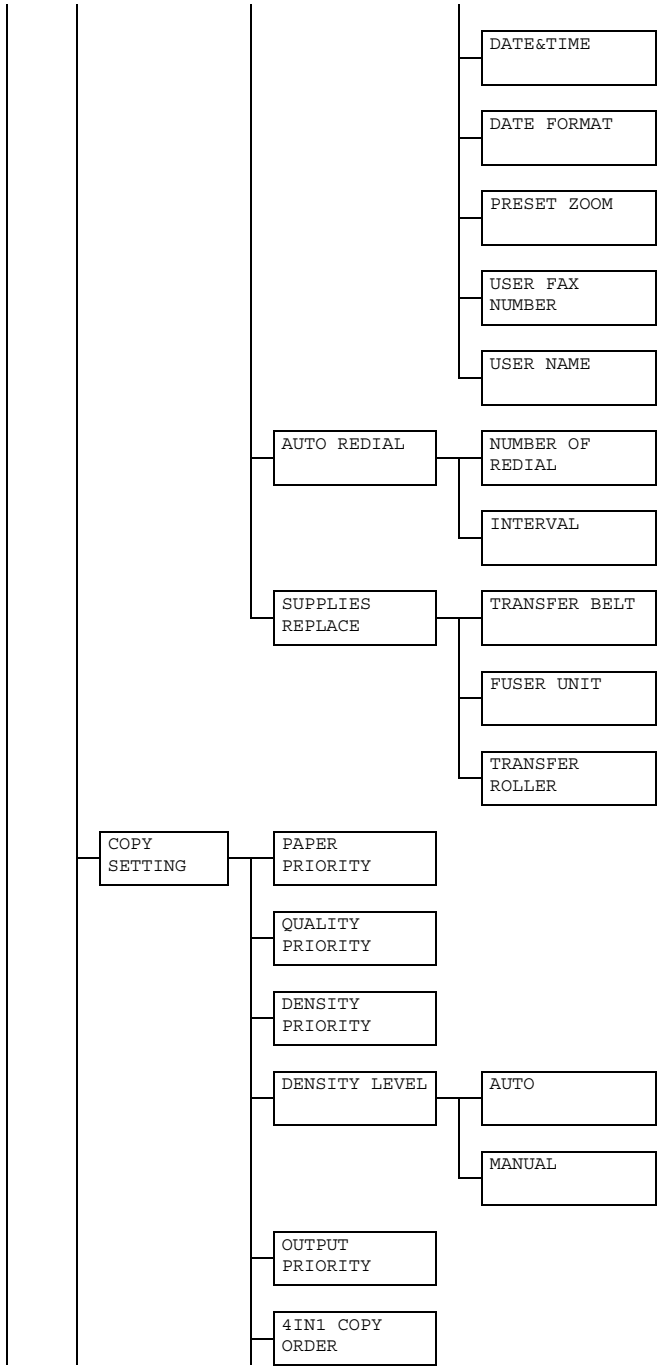 DATE&TIME
DATE FORMAT
PRESET ZOOM
USER FAX
NUMBER
USER NAME
AUTO REDIAL
NUMBER OF
REDIAL
INTERVAL
SUPPLIES
REPLACE
TRANSFER BELT
FUSER UNIT
TRANSFER
ROLLER
COPY
SETTING
PAPER
PRIORITY
QUALITY
PRIORITY
DENSITY
PRIORITY
DENSITY LEVEL
AUTO
MANUAL
OUTPUT
PRIORITY
4IN1 COPY
ORDER